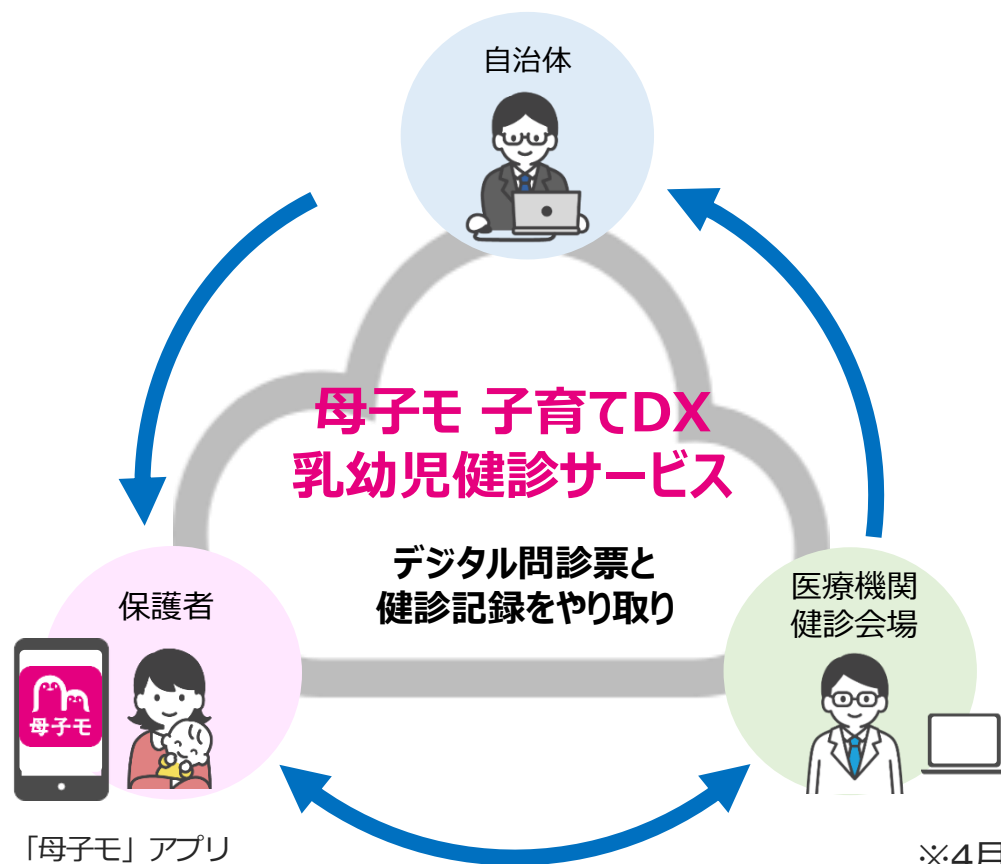 自治体
母子モ 子育てDX
乳幼児健診サービス
デジタル問診票と
健診記録をやり取り
保護者
母子モ
「母子モ」アプリ
医療機関
健診会場
※4月